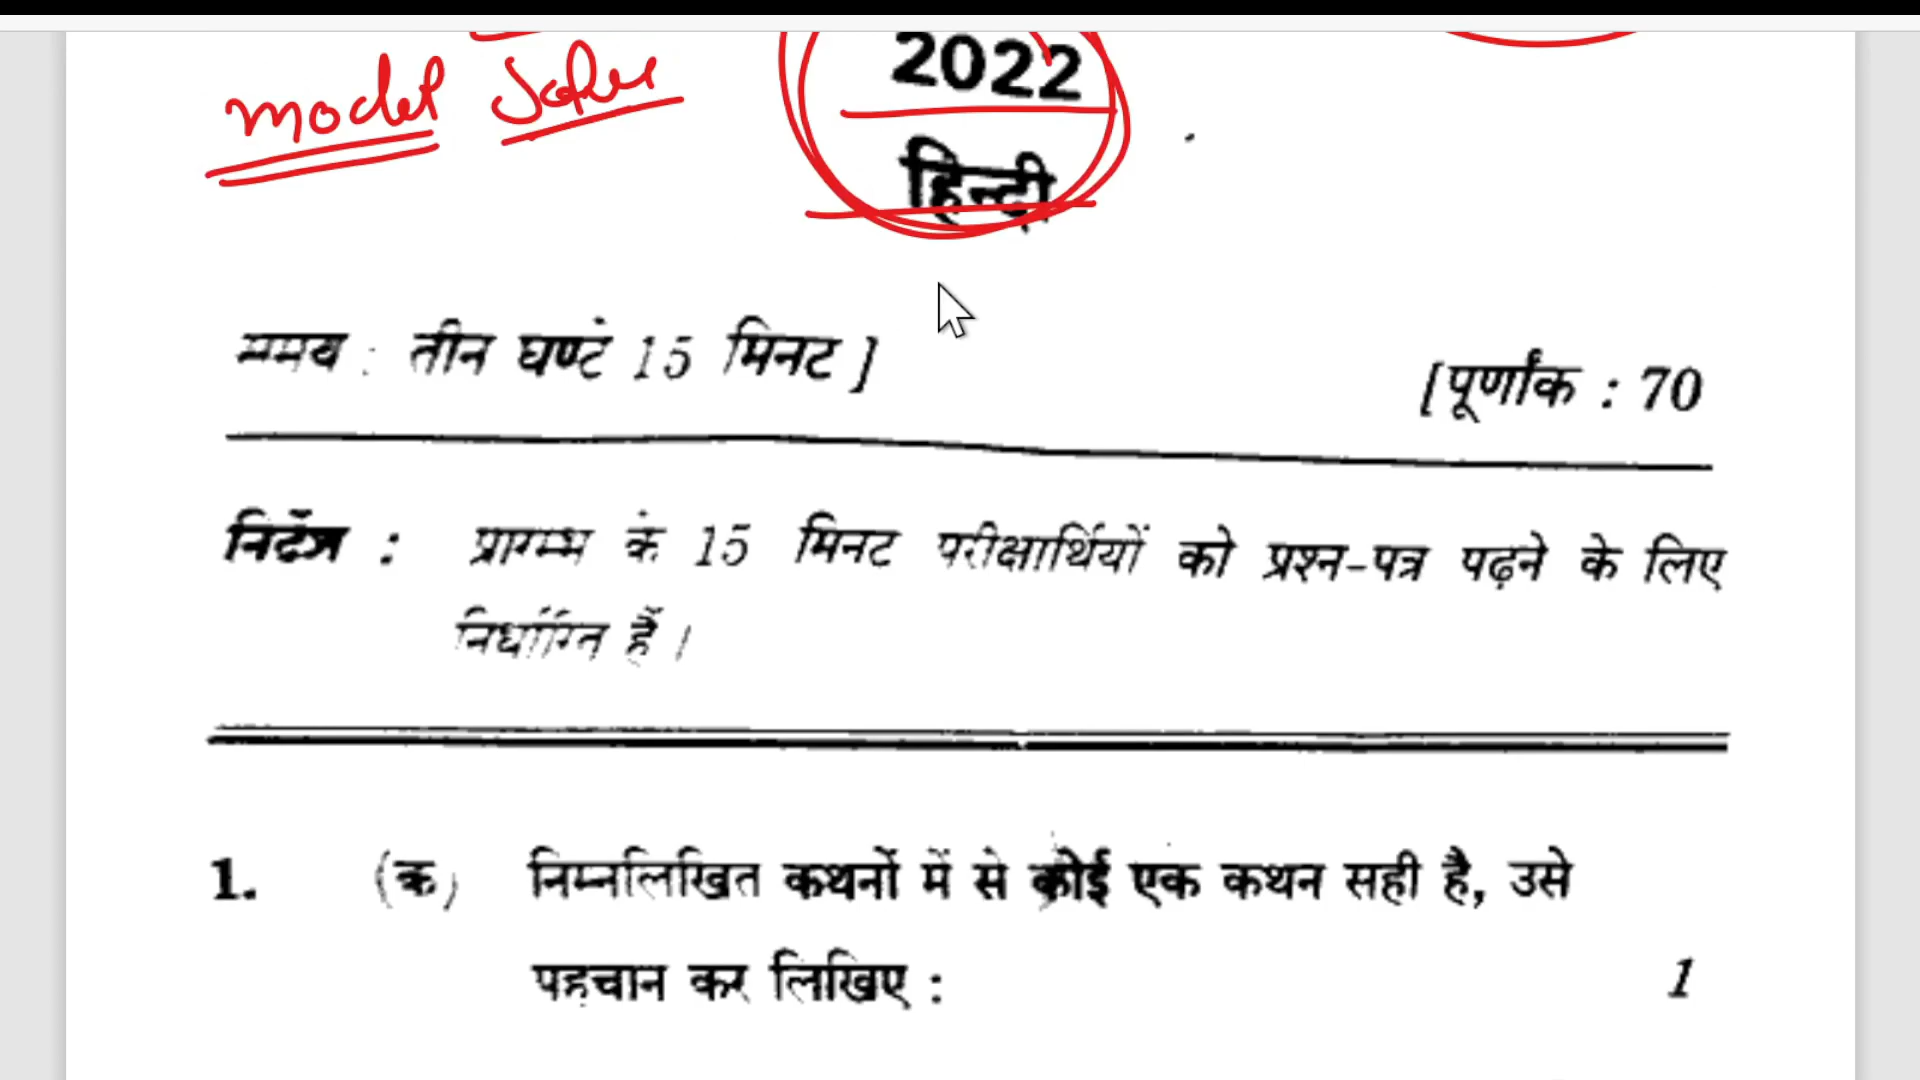 model
2022
हिन्दी
समय : तीन घण्टे 15 मिनट ]
[पूर्णांक : 70
निर्देश : प्रारम्भ के 15 मिनट परीक्षार्थियों को प्रश्न-पत्र पढ़ने के लिए
निर्धारित हैं ।
1. (क) निम्नलिखित कथनों में से कोई एक कथन सही है, उसे
पहचान कर लिखिए : 1